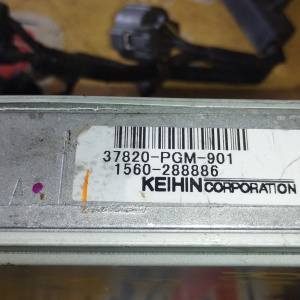 37820-PGM-901
1560-288886
KEIHIN CORPORATION
A